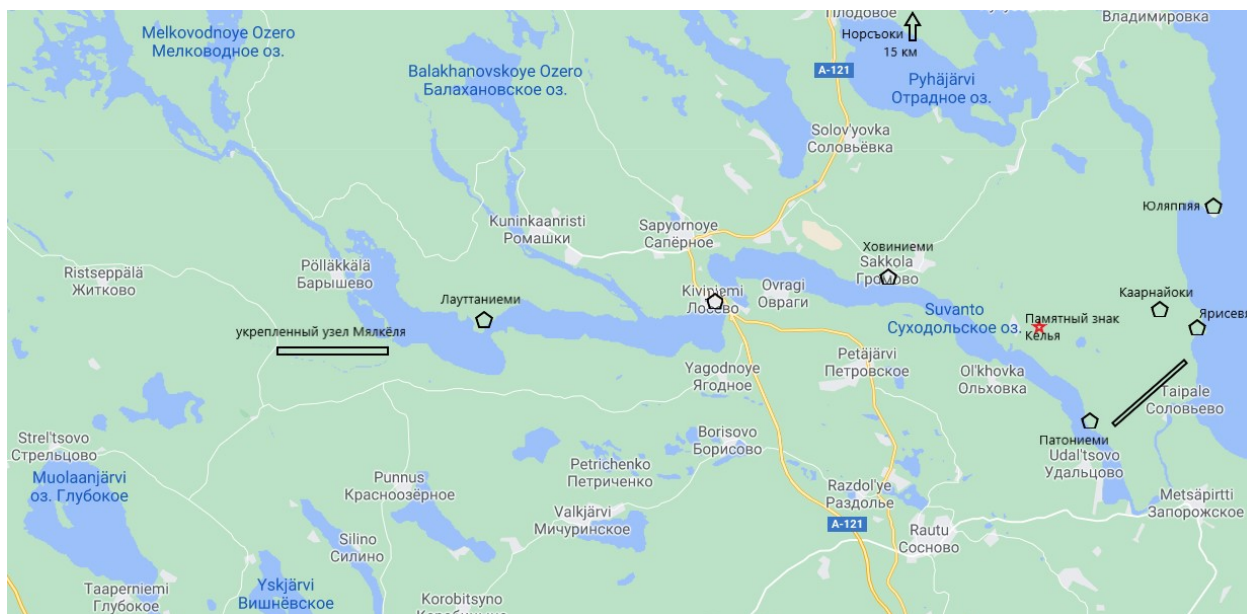 Плодовое
Владимировка
Melkovodnoye Ozero
Мелководное оз.
Норсъоки
15 км
A-121
Balakhanovskoye Ozero
Балахановское оз.
Pyhäjärvi
Отрадное оз.
Solov'yovka
Соловьёвка
Юляппяя
Kuninkaanristi
Ромашки
Sapyornoye
Сапёрное
Ristseppälä
Житково
Pölläkkälä
Барышево
Лауттаниеми
Kiviniemi
Лосево
Ovragi
Овраги
Ховиниеми
Sakkola
Громово
Suvanto
Суходольское оз.
Каарнайоки
Ярисевя
Памятный знак
Келья
укрепленный узел Мялкёля
Yagodnoye
Ягодное
Petäjärvi
Петровское
Ol'khovka
Ольховка
Taipale
Соловьево
Патониеми
Udal'tsovo
Удальцово
Strel'tsovo
Стрельцово
Muolaanjärvi
оз. Глубокое
Punnus
Красноозёрное
Petrichenko
Петриченко
Borisovo
Борисово
Valkjärvi
Мичуринское
Razdol'ye
Раздолье
A-121
Rautu
Сосново
Metsäpirtti
Запорожское
Silino
Силино
Taaperniemi
Глубокое
Yskjärvi
Вишнёвское
Korobitsyno